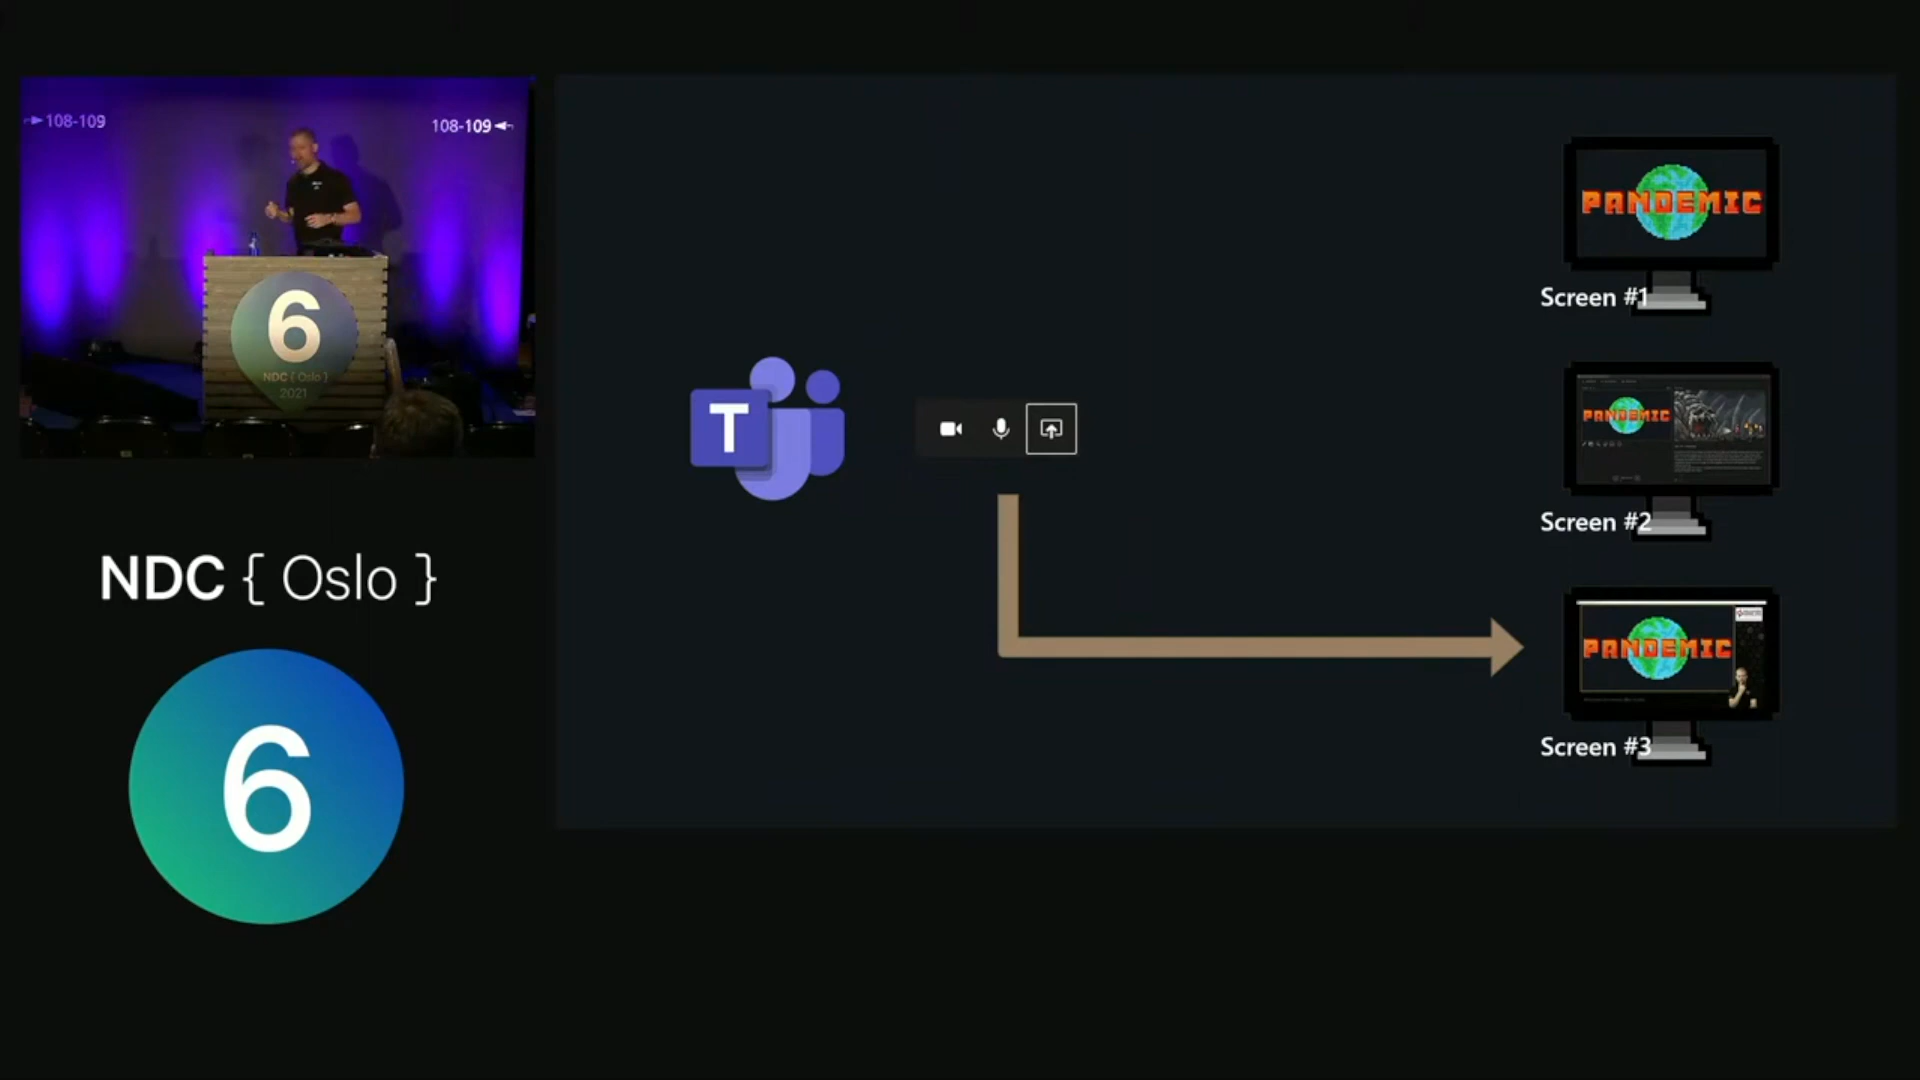 108-109
108-109
6
NDC { Oslo }
2021
NDC { Oslo }
6
T
PANDEMIC
Screen #1
PANDEMIC
Screen #2
PANDEMIC
Screen #3